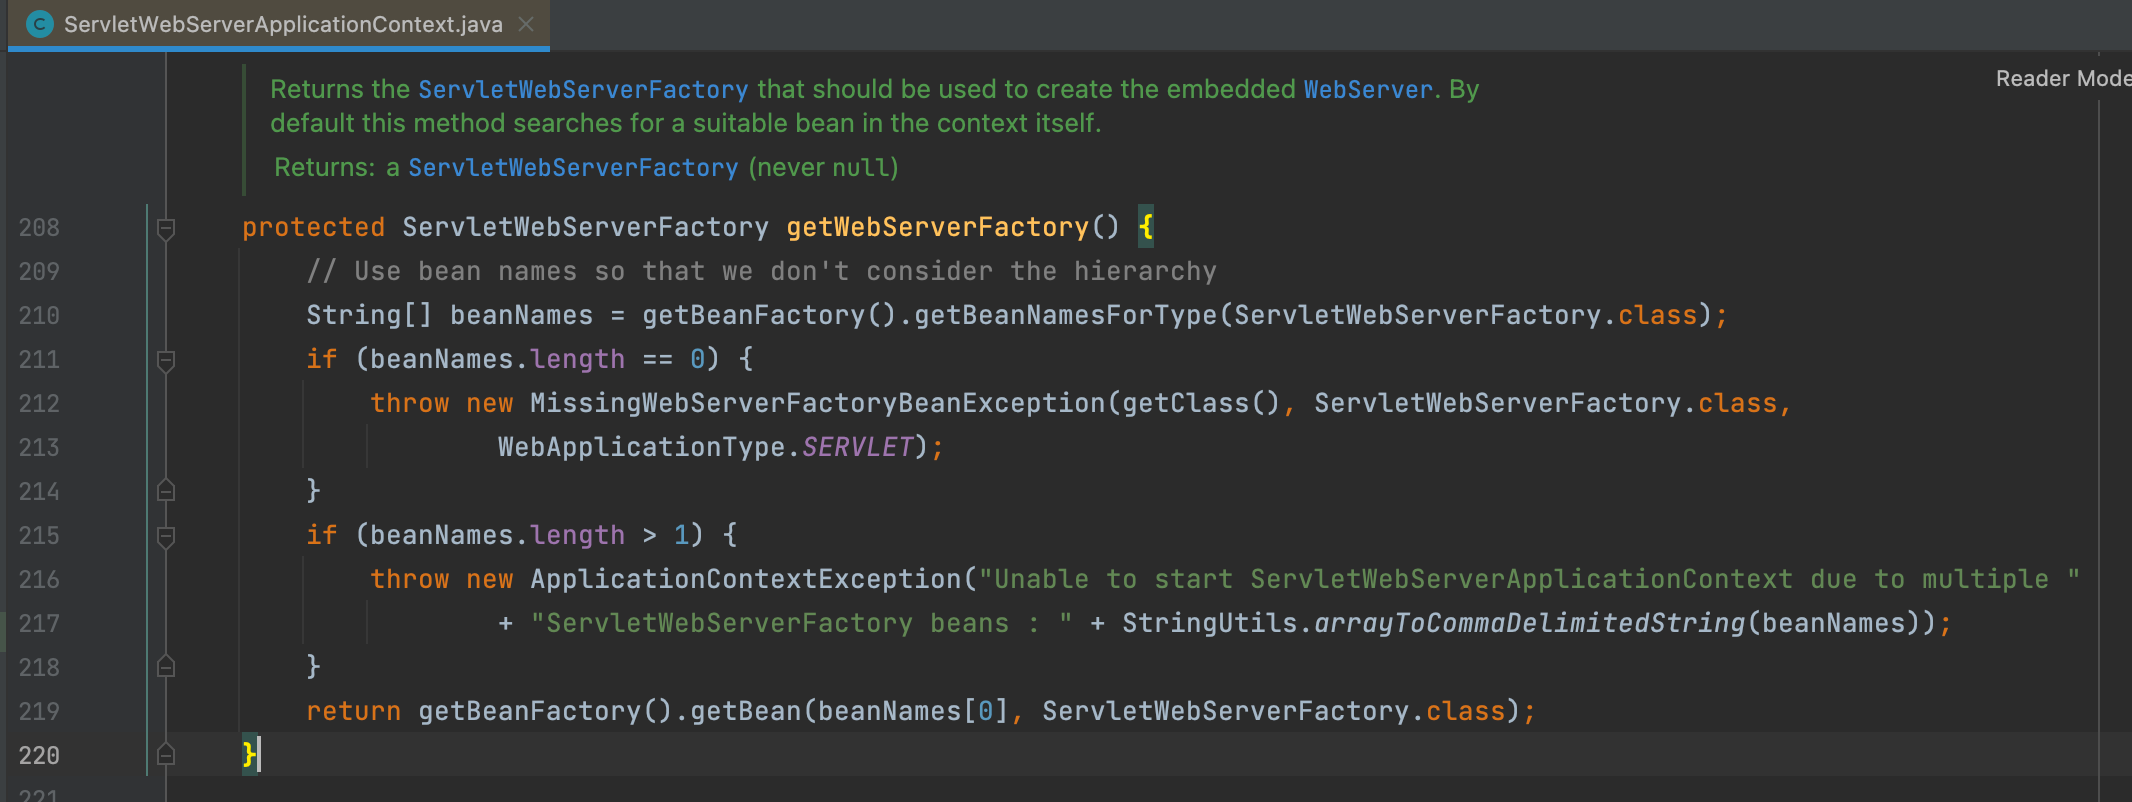 ServletWebServerApplicationContext.java
Reader Mode
Returns the ServletWebServerFactory that should be used to create the embedded WebServer. By
default this method searches for a suitable bean in the context itself.
Returns: a ServletWebServerFactory (never null)
208 protected ServletWebServerFactory getWebServerFactory() {
209 // Use bean names so that we don't consider the hierarchy
210 String[] beanNames = getBeanFactory().getBeanNamesForType(ServletWebServerFactory.class);
211 if (beanNames.length == 0) {
212 throw new MissingWebServerFactoryBeanException(getClass(), ServletWebServerFactory.class,
213 WebApplicationType.SERVLET);
214 }
215 if (beanNames.length > 1) {
216 throw new ApplicationContextException("Unable to start ServletWebServerApplicationContext due to multiple "
217 + "ServletWebServerFactory beans : " + StringUtils.arrayToCommaDelimitedString(beanNames));
218 }
219 return getBeanFactory().getBean(beanNames[0], ServletWebServerFactory.class);
220 }
221